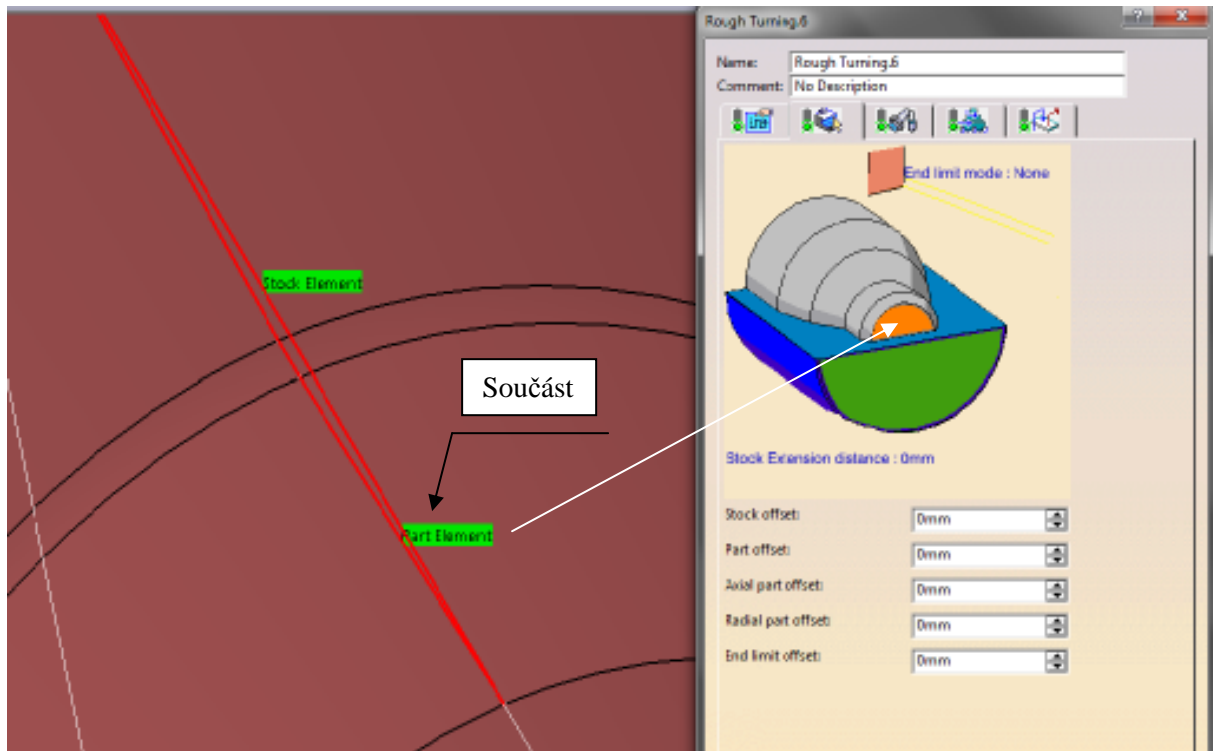 Stock Element
Součást
Part Element
Rough Turning.6
? X
Name: Rough Turning.6
Comment: No Description
End limit mode : None
Stock Extension distance : 0mm
Stock offset: 0mm
Part offset: 0mm
Axial part offset: 0mm
Radial part offset: 0mm
End limit offset: 0mm